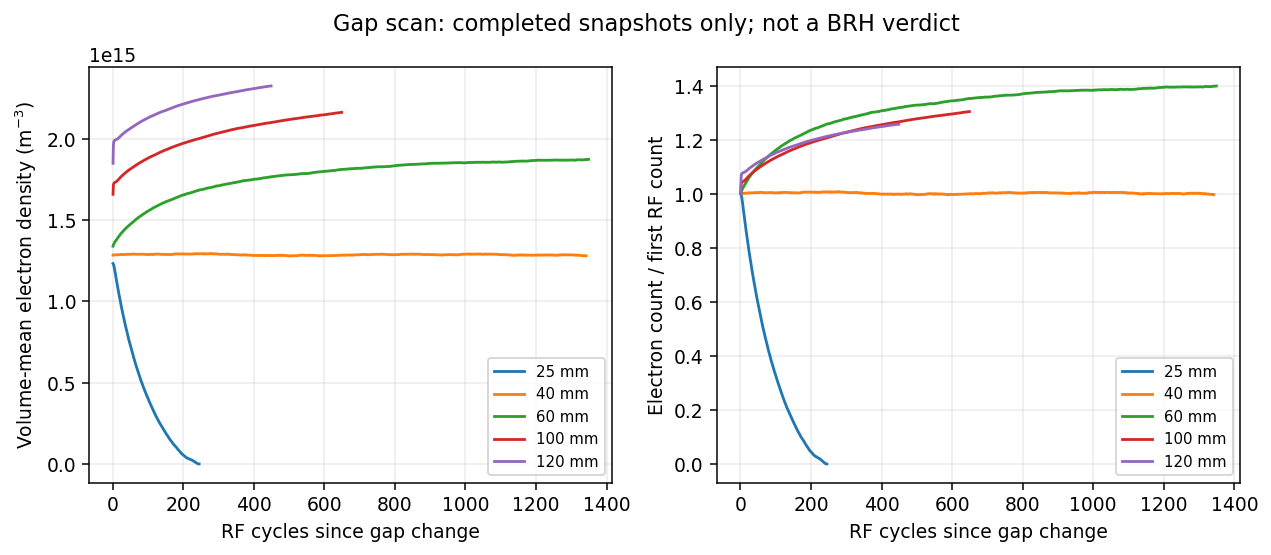 Gap scan: completed snapshots only; not a BRH verdict
1e15
Volume-mean electron density (m⁻³)
2.0
1.5
1.0
0.5
0.0
0 200 400 600 800 1000 1200 1400
RF cycles since gap change
25 mm
40 mm
60 mm
100 mm
120 mm
Electron count / first RF count
1.4
1.2
1.0
0.8
0.6
0.4
0.2
0.0
0 200 400 600 800 1000 1200 1400
RF cycles since gap change
25 mm
40 mm
60 mm
100 mm
120 mm